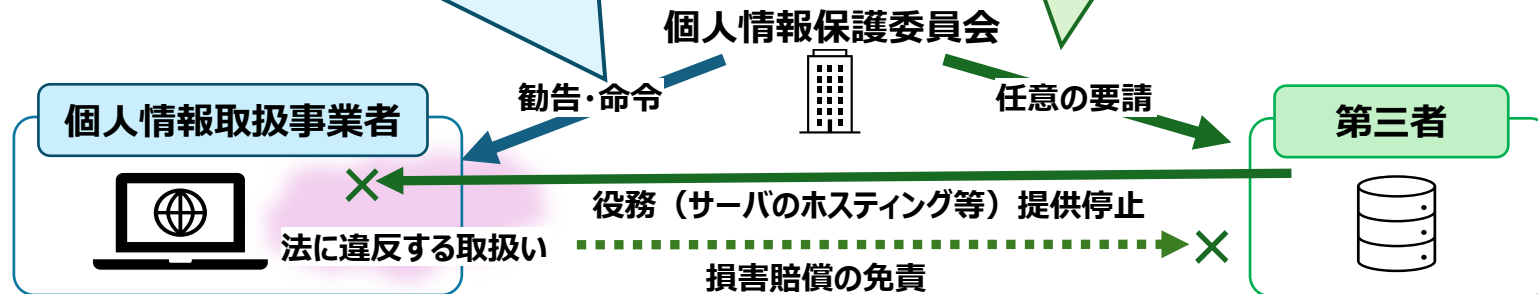 個人情報保護委員会
勧告･命令
任意の要請
個人情報取扱事業者
第三者
役務（サーバのホスティング等）提供停止
法に違反する取扱い
損害賠償の免責